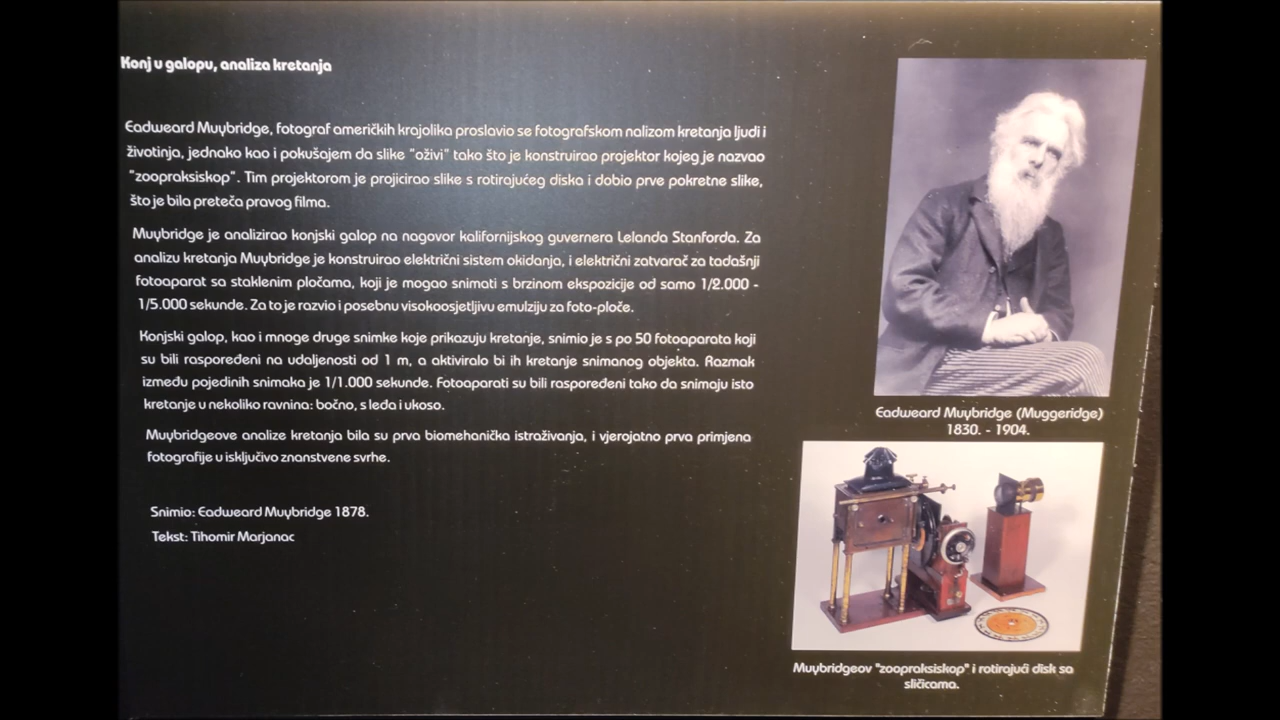 Konj u galopu, analiza kretanja
Eadweard Muybridge, fotograf američkih krajolika proslavio se fotografskom nalizom kretanja ljudi i
životinja, jednako kao i pokušajem da slike "oživi" tako što je konstruirao projektor kojeg je nazvao
"zoopraksiskop". Tim projektorom je projicirao slike s rotirajućeg diska i dobio prve pokretne slike,
što je bila preteča pravog filma.
Muybridge je analizirao konjski galop na nagovor kalifornijskog guvernera Lelanda Stanforda. Za
analizu kretanja Muybridge je konstruirao električni sistem okidanja, i električni zatvarač za tadašnji
fotoaparat sa staklenim pločama, koji je mogao snimati s brzinom ekspozicije od samo 1/2.000 -
1/5.000 sekunde. Za to je razvio i posebnu visokoosjetljivu emulziju za foto-ploče.
Konjski galop, kao i mnoge druge snimke koje prikazuju kretanje, snimio je s po 50 fotoaparata koji
su bili raspoređeni na udaljenosti od 1 m, a aktiviralo bi ih kretanje snimanog objekta. Razmak
između pojedinih snimaka je 1/1.000 sekunde. Fotoaparati su bili raspoređeni tako da snimaju isto
kretanje u nekoliko ravnina: bočno, s leđa i ukoso.
Muybridgeove analize kretanja bila su prva biomehanička istraživanja, i vjerojatno prva primjena
fotografije u isključivo znanstvene svrhe.
Snimio: Eadweard Muybridge 1878.
Tekst: Tihomir Marjanac
Eadweard Muybridge (Muggeridge)
1830. - 1904.
Muybridgeov "zoopraksiskop" i rotirajući disk sa
sličicama.